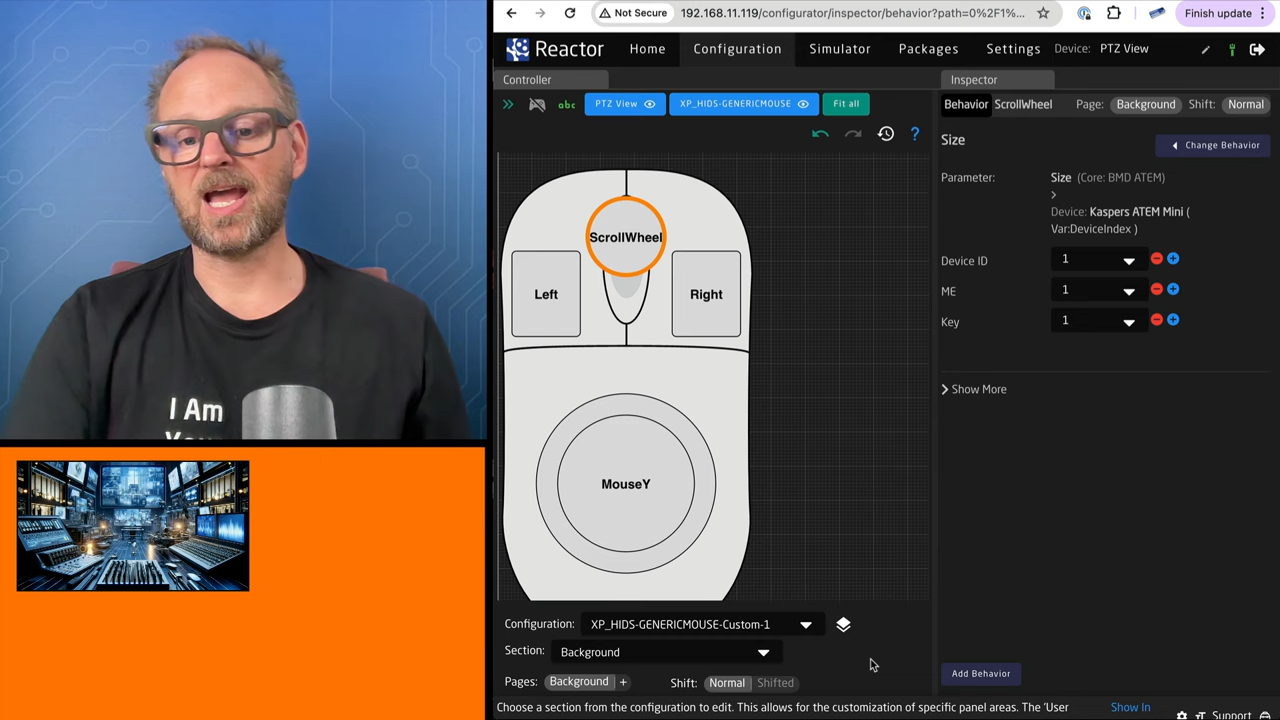 Not Secure 192.168.11.119/configurator/inspector/behavior?path=0%2F1%... Finish update
Reactor Home Configuration Simulator Packages Settings Device: PTZ View
Controller
Inspector
abc PTZ View XP_HIDS-GENERICMOUSE Fit all
Behavior ScrollWheel Page: Background Shift: Normal
?
Size
Change Behavior
Parameter: Size (Core: BMD ATEM)
>
Device: Kaspers ATEM Mini (
Var:DeviceIndex )
Device ID 1
ME 1
Key 1
Show More
ScrollWheel
Left
Right
MouseY
I Am
Configuration: XP_HIDS-GENERICMOUSE-Custom-1
Section: Background
Pages: Background + Shift: Normal Shifted
Add Behavior
Choose a section from the configuration to edit. This allows for the customization of specific panel areas. The 'User
Show In
Support